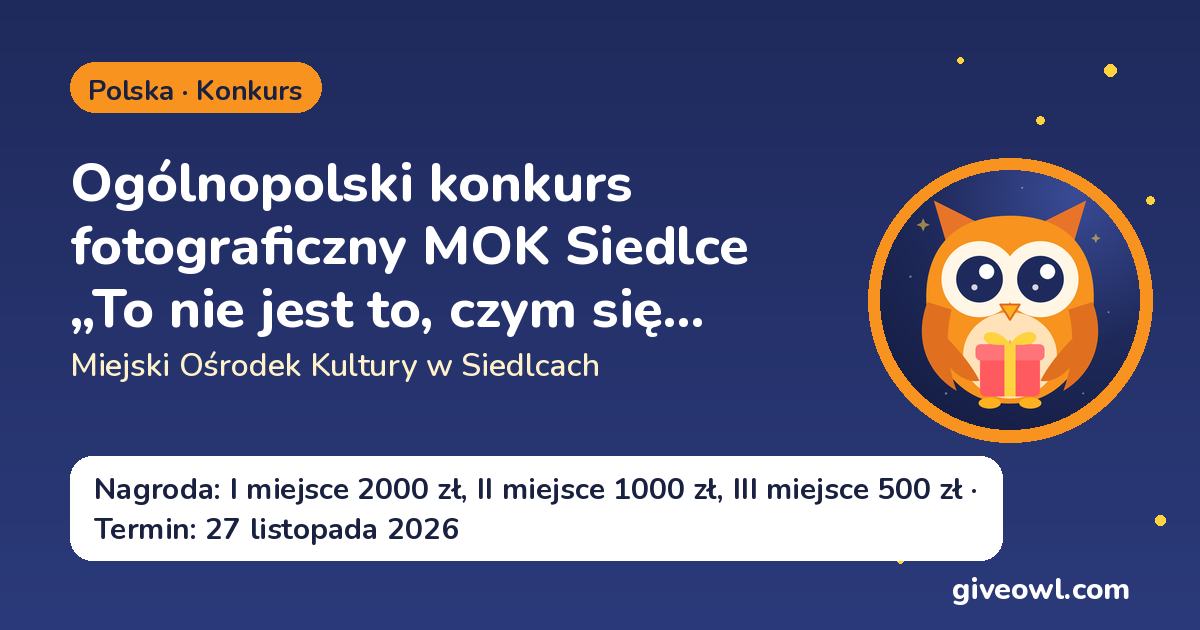 Polska · Konkurs
Ogólnopolski konkurs
fotograficzny MOK Siedlce
„To nie jest to, czym się...
Miejski Ośrodek Kultury w Siedlcach
Nagroda: I miejsce 2000 zł, II miejsce 1000 zł, III miejsce 500 zł ·
Termin: 27 listopada 2026
giveowl.com